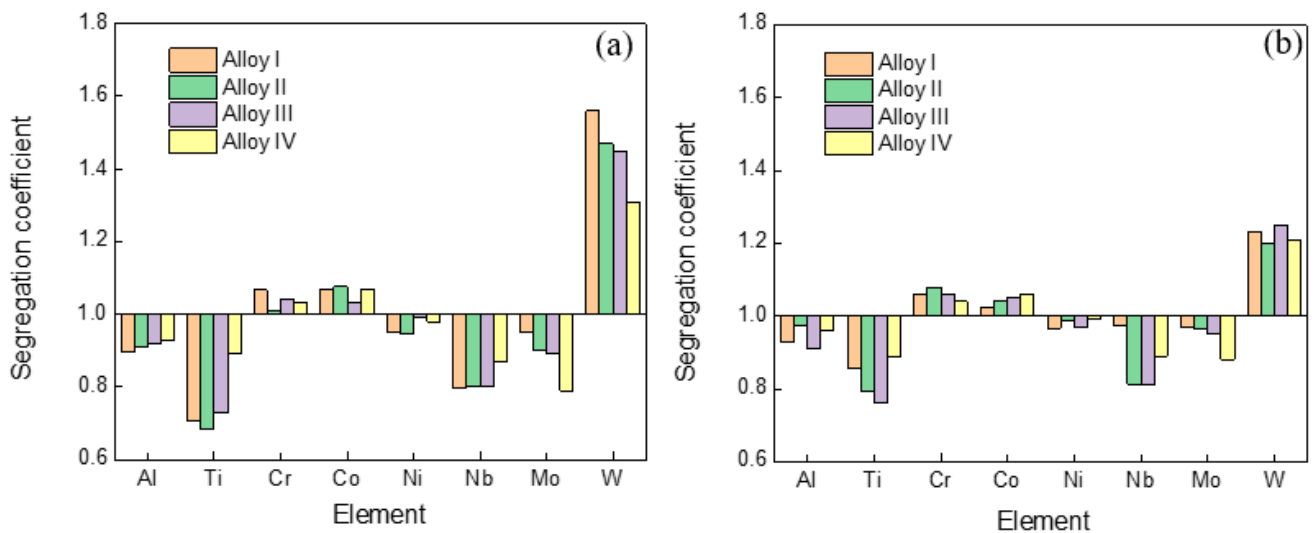 (a)
Alloy I
Alloy II
Alloy III
Alloy IV
Segregation coefficient
1.8
1.6
1.4
1.2
1.0
0.8
0.6
Al Ti Cr Co Ni Nb Mo W
Element
(b)
Alloy I
Alloy II
Alloy III
Alloy IV
Segregation coefficient
1.8
1.6
1.4
1.2
1.0
0.8
0.6
Al Ti Cr Co Ni Nb Mo W
Element